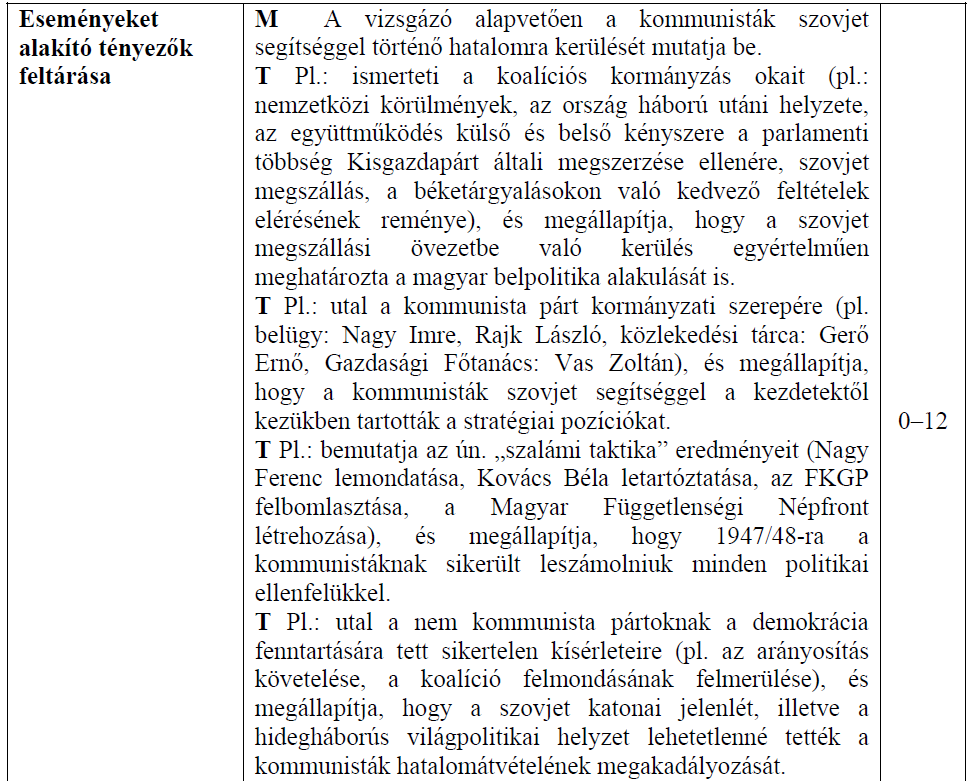 Eseményeket
alakító tényezők
feltárása
M A vizsgázó alapvetően a kommunisták szovjet
segítséggel történő hatalomra kerülését mutatja be.
T Pl.: ismerteti a koalíciós kormányzás okait (pl.:
nemzetközi körülmények, az ország háború utáni helyzete,
az együttműködés külső és belső kényszere a parlamenti
többség Kisgazdapárt általi megszerzése ellenére, szovjet
megszállás, a béketárgyalásokon való kedvező feltételek
elérésének reménye), és megállapítja, hogy a szovjet
megszállási övezetbe való kerülés egyértelműen
meghatározta a magyar belpolitika alakulását is.
T Pl.: utal a kommunista párt kormányzati szerepére (pl.
belügy: Nagy Imre, Rajk László, közlekedési tárca: Gerő
Ernő, Gazdasági Főtanács: Vas Zoltán), és megállapítja,
hogy a kommunisták szovjet segítséggel a kezdetektől
kezükben tartották a stratégiai pozíciókat.
T Pl.: bemutatja az ún. „szalámi taktika” eredményeit (Nagy
Ferenc lemondatása, Kovács Béla letartóztatása, az FKGP
felbomlasztása, a Magyar Függetlenségi Népfront
létrehozása), és megállapítja, hogy 1947/48-ra a
kommunistáknak sikerült leszámolniuk minden politikai
ellenfelükkel.
T Pl.: utal a nem kommunista pártoknak a demokrácia
fenntartására tett sikertelen kísérleteire (pl. az arányosítás
követelése, a koalíció felmondásának felmerülése), és
megállapítja, hogy a szovjet katonai jelenlét, illetve a
hidegháborús világpolitikai helyzet lehetetlenné tették a
kommunisták hatalomátvételének megakadályozását.
0–12